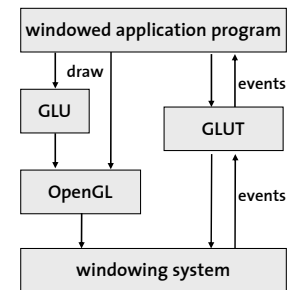 windowed application program
draw
events
GLU
GLUT
OpenGL
events
windowing system